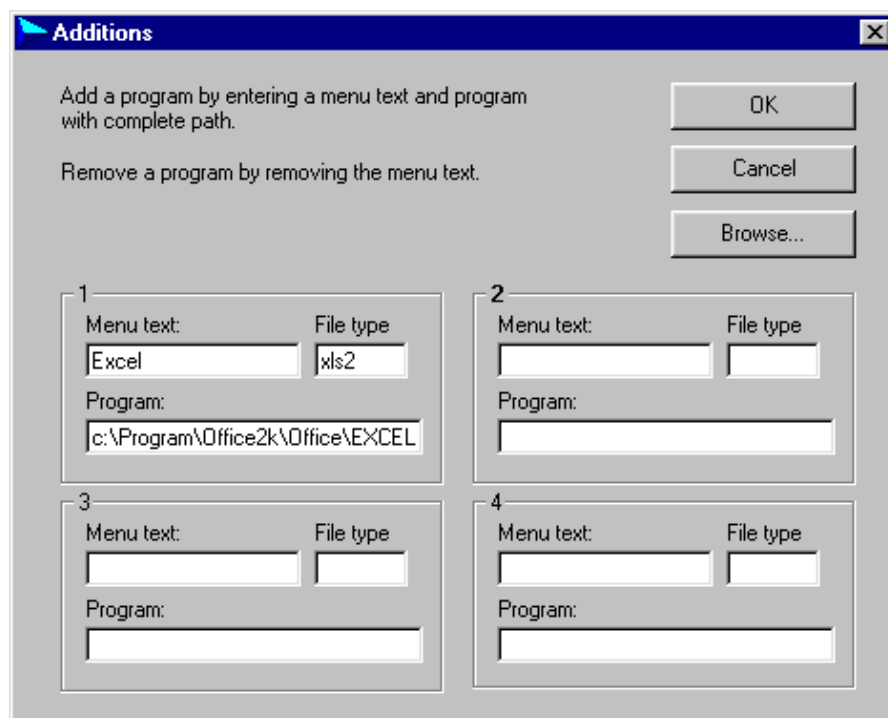 Additions
Add a program by entering a menu text and program
with complete path.
Remove a program by removing the menu text.
OK
Cancel
Browse...
1
Menu text:
File type
Excel
xls2
Program:
c:\Program\Office2k\Office\EXCEL
2
Menu text:
File type
Program:
3
Menu text:
File type
Program:
4
Menu text:
File type
Program: